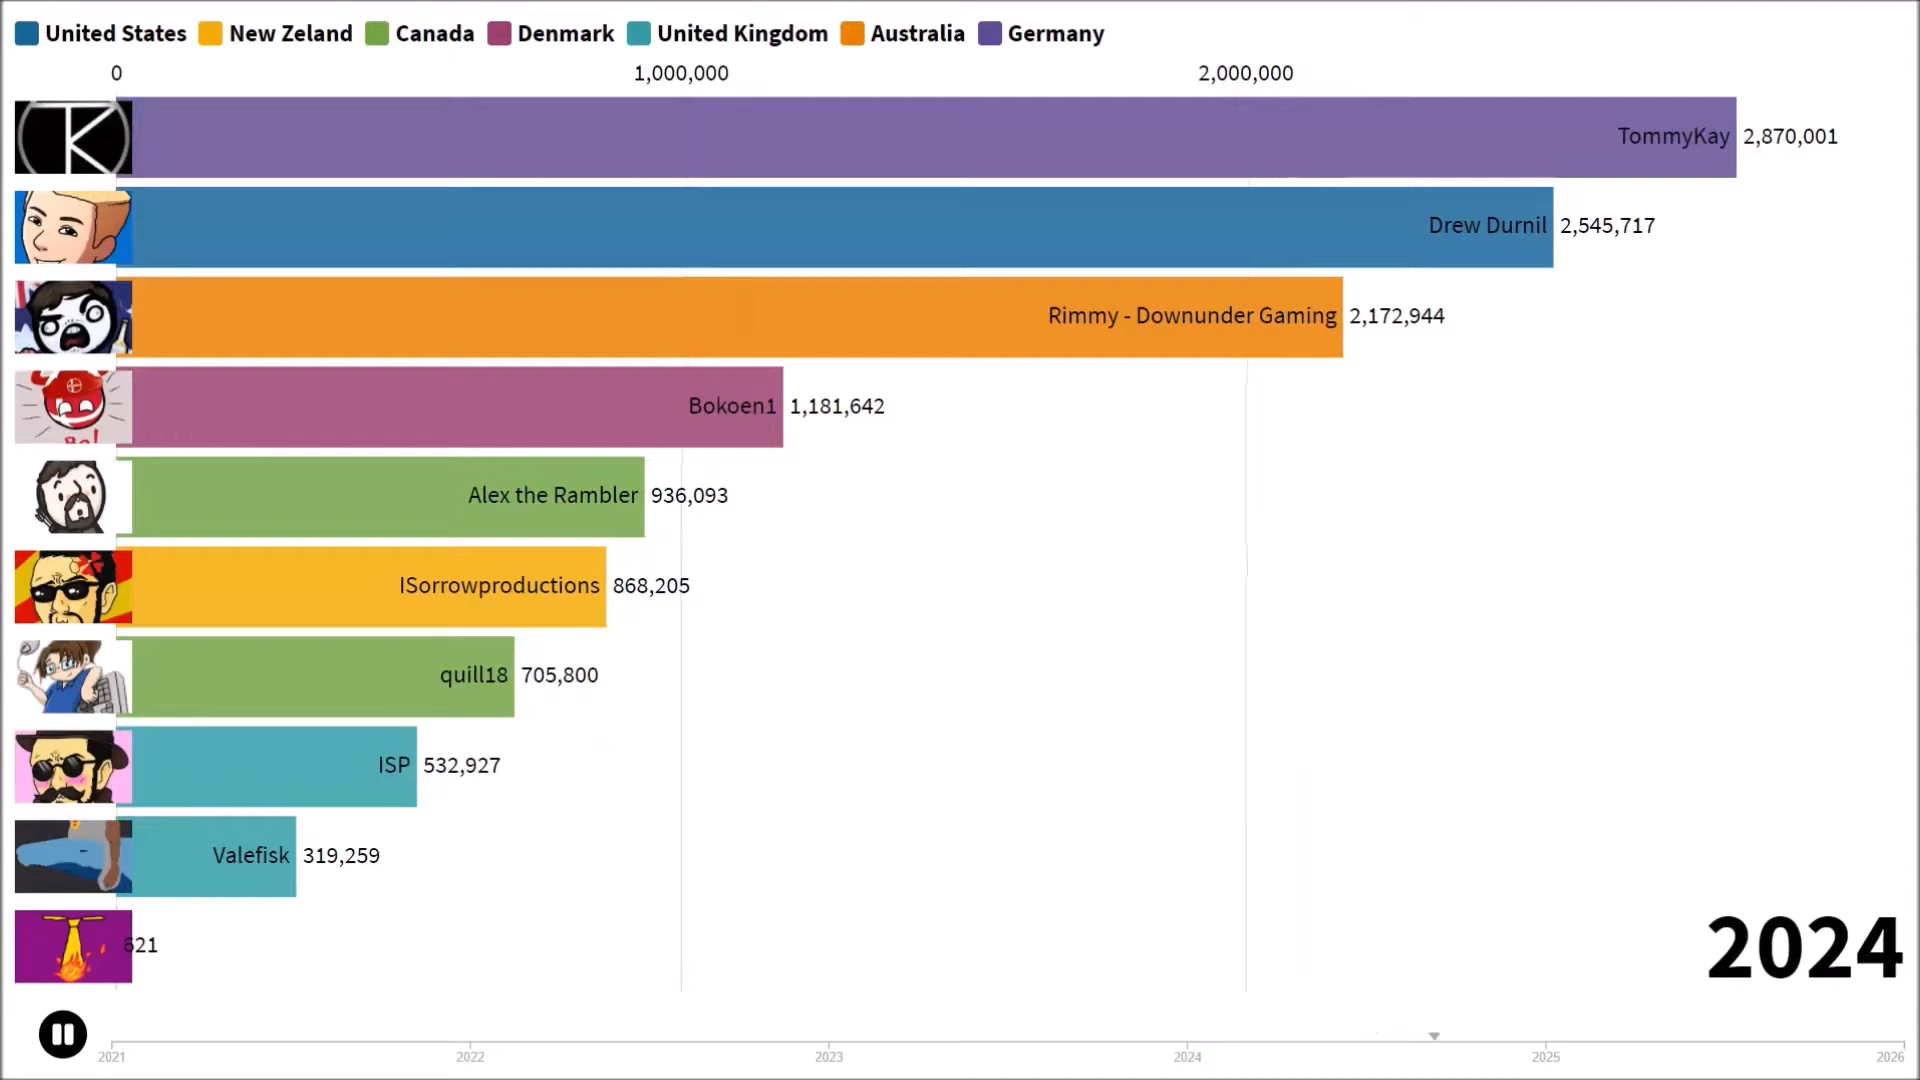 United States New Zeland Canada Denmark United Kingdom Australia Germany
0 1,000,000 2,000,000
TommyKay 2,870,001
Drew Durnil 2,545,717
Rimmy - Downunder Gaming 2,172,944
Bokoen1 1,181,642
Alex the Rambler 936,093
ISorrowproductions 868,205
quill18 705,800
ISP 532,927
Valefisk 319,259
621
2024
2021 2022 2023 2024 2025 2026